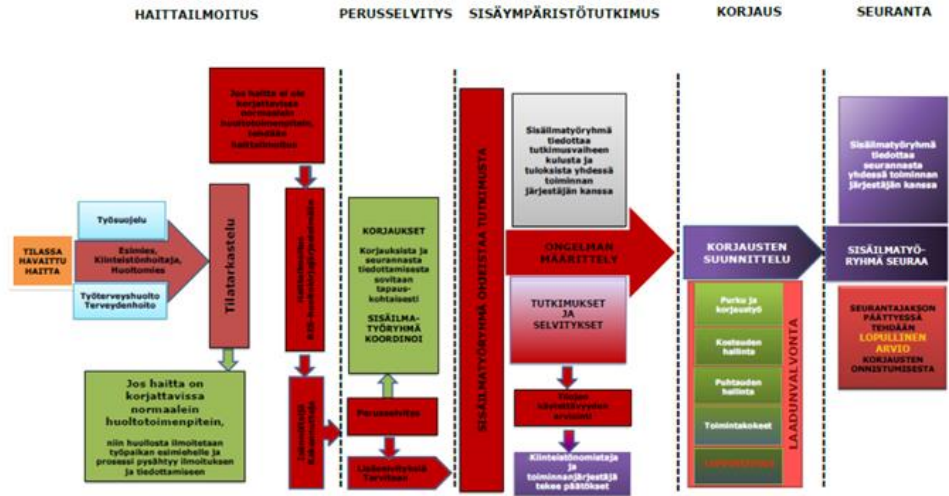 HAITTAILMOITUS
PERUSSELVITYS
SISÄYMPÄRISTÖTUTKIMUS
KORJAUS
SEURANTA
TILASSA
HAVAITTU
HAITTA
Työsuojelu
Esimies,
Kiinteistönhoitaja,
Huoltomies
Työterveyshuolto
Terveydenhoito
Tilatarkastelu
Jos haitta ei ole
korjattavissa
normaalein
huoltotoimenpitein,
haittailmoitus
Jos haitta on
korjattavissa
normaalein
huoltotoimenpitein,
niin huollosta ilmoitetaan
työpaikan esimiehelle ja
prosessi pysähtyy ilmoitukseen
ja tiedottamiseen
KORJAUKSET
Korjauksista ja
seurannasta
tiedottamisesta
sovitaan
tapaus-
kohtaisesti
SISÄILMA-
TYÖRYHMÄ
KOORDINOI
Perusselvitys
Lisäselvityksiä
Tarvitaan
SISÄILMATYÖRYHMÄ OHJEISTAA TUTKIMUSTA
Sisäilmatyöryhmä
tiedottaa
tutkimusvaiheen
kulusta ja
tuloksista yhdessä
toiminnan
järjestäjän kanssa
ONGELMAN
MÄÄRITTELY
TUTKIMUKSET
JA
SELVITYKSET
Tilojen
käytettävyyden
arviointi
Kiinteistönomistaja
ja
toiminnanjärjestäjä
tekee päätökset
KORJAUSTEN
SUUNNITTELU
Purku ja
korjaustyö
Kosteuden
hallinta
Puhtauden
hallinta
Toimintakokeet
LAADUNVALVONTA
Sisäilmatyöryhmä
tiedottaa
seurannasta
yhdessä
toiminnan
järjestäjän kanssa
SISÄILMATYÖ-
RYHMÄ SEURAA
SEURANTAJAKSON
PÄÄTTYESSÄ
TEHDÄÄN
LOPULLINEN
ARVIO
KORJAUSTEN
ONNISTUMISESTA